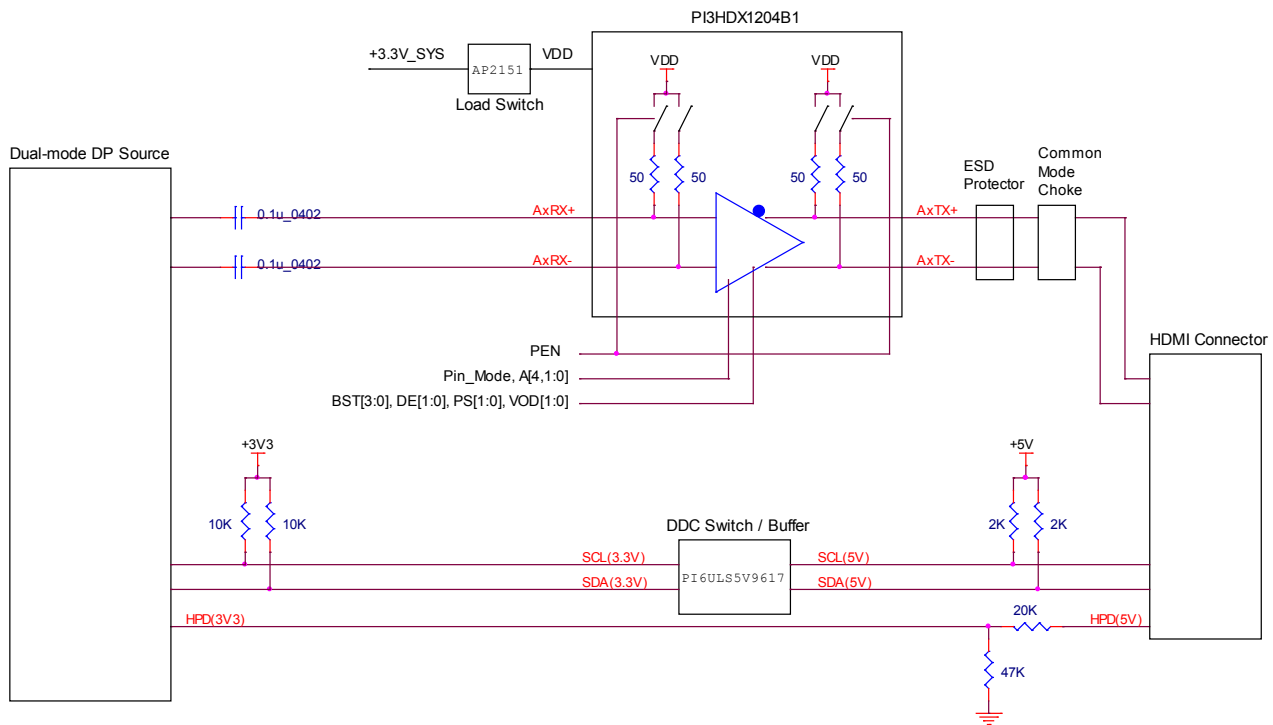 PI3HDX1204B1
+3.3V_SYS
VDD
AP2151
Load Switch
VDD
VDD
Dual-mode DP Source
50
50
50
50
ESD
Protector
Common
Mode
Choke
0.1u_0402
AxRX+
AxTX+
0.1u_0402
AxRX-
AxTX-
PEN
Pin_Mode, A[4,1:0]
BST[3:0], DE[1:0], PS[1:0], VOD[1:0]
HDMI Connector
+3V3
+5V
10K
10K
2K
2K
DDC Switch / Buffer
SCL(3.3V)
SCL(5V)
PI6ULS5V9617
SDA(3.3V)
SDA(5V)
HPD(3V3)
20K
HPD(5V)
47K